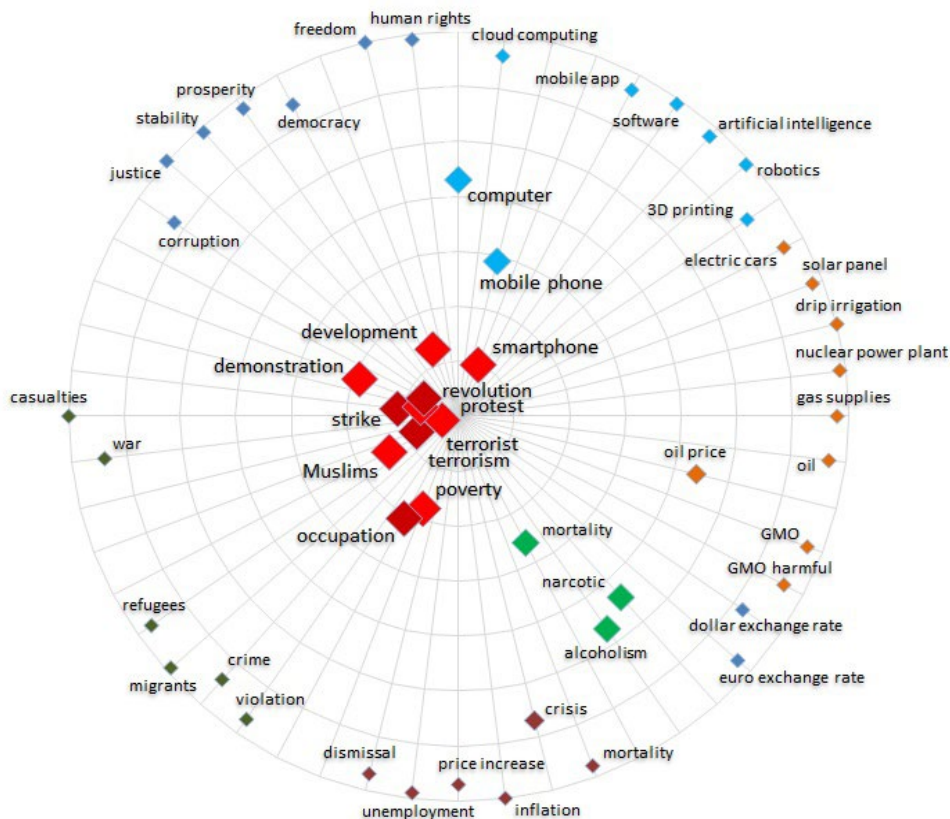 human rights
freedom
cloud computing
mobile app
prosperity
stability
democracy
software
artificial intelligence
justice
robotics
computer
3D printing
corruption
electric cars
solar panel
mobile phone
drip irrigation
development
smartphone
nuclear power plant
demonstration
revolution
casualties
protest
gas supplies
strike
war
terrorist
oil price
terrorism
oil
Muslims
poverty
mortality
occupation
GMO
GMO harmful
narcotic
refugees
dollar exchange rate
alcoholism
crime
euro exchange rate
migrants
violation
crisis
dismissal
mortality
price increase
unemployment
inflation